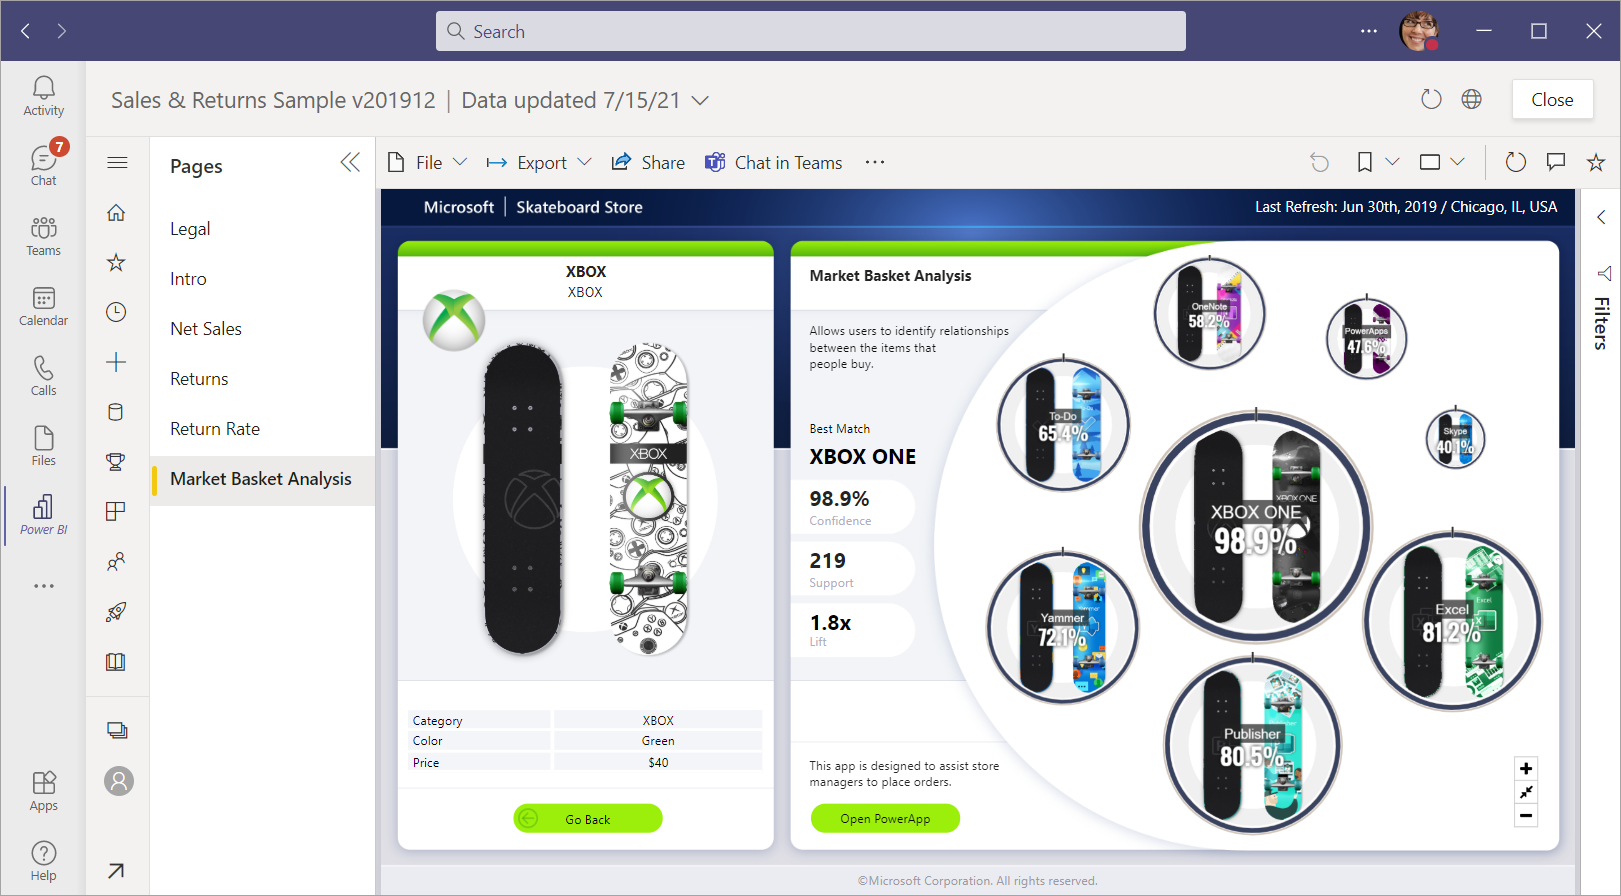 Search
Activity
7
Chat
Teams
Calendar
Calls
Files
Power BI
Apps
Help
Sales & Returns Sample v201912 | Data updated 7/15/21
Close
Pages
Legal
Intro
Net Sales
Returns
Return Rate
Market Basket Analysis
File
Export
Share
Chat in Teams
Microsoft | Skateboard Store
Last Refresh: Jun 30th, 2019 / Chicago, IL, USA
XBOX
XBOX
XBOX
Category XBOX
Color Green
Price $40
Go Back
Market Basket Analysis
Allows users to identify relationships
between the items that
people buy.
Best Match
XBOX ONE
98.9%
Confidence
219
Support
1.8x
Lift
This app is designed to assist store
managers to place orders.
Open PowerApp
OneNote
58.2%
PowerApps
47.6%
To-Do
65.4%
Skype
40.1%
XBOX ONE
XBOX ONE
98.9%
Yammer
72.1%
Excel
Excel
81.2%
Publisher
80.5%
Filters
©Microsoft Corporation. All rights reserved.